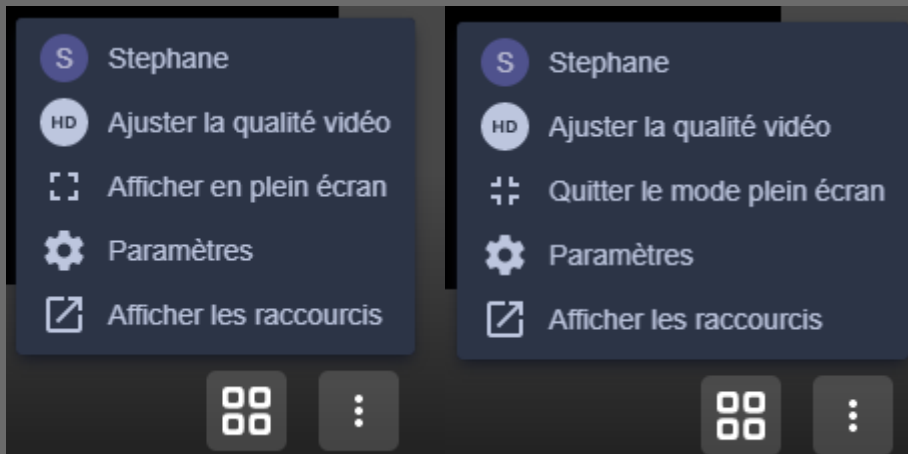 S Stephane
HD Ajuster la qualité vidéo
Afficher en plein écran
Paramètres
Afficher les raccourcis
S Stephane
HD Ajuster la qualité vidéo
Quitter le mode plein écran
Paramètres
Afficher les raccourcis